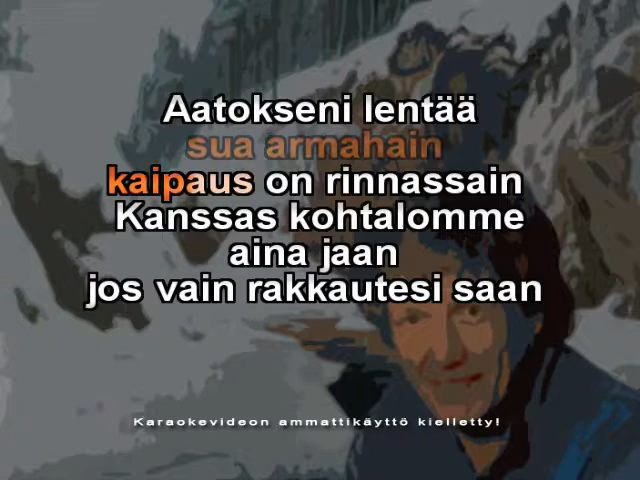 Aatokseni lentää
sua armahain
kaipaus on rinnassain
Kanssas kohtalomme
aina jaan
jos vain rakkautesi saan
Karaokevideon ammattikäyttö kielletty!